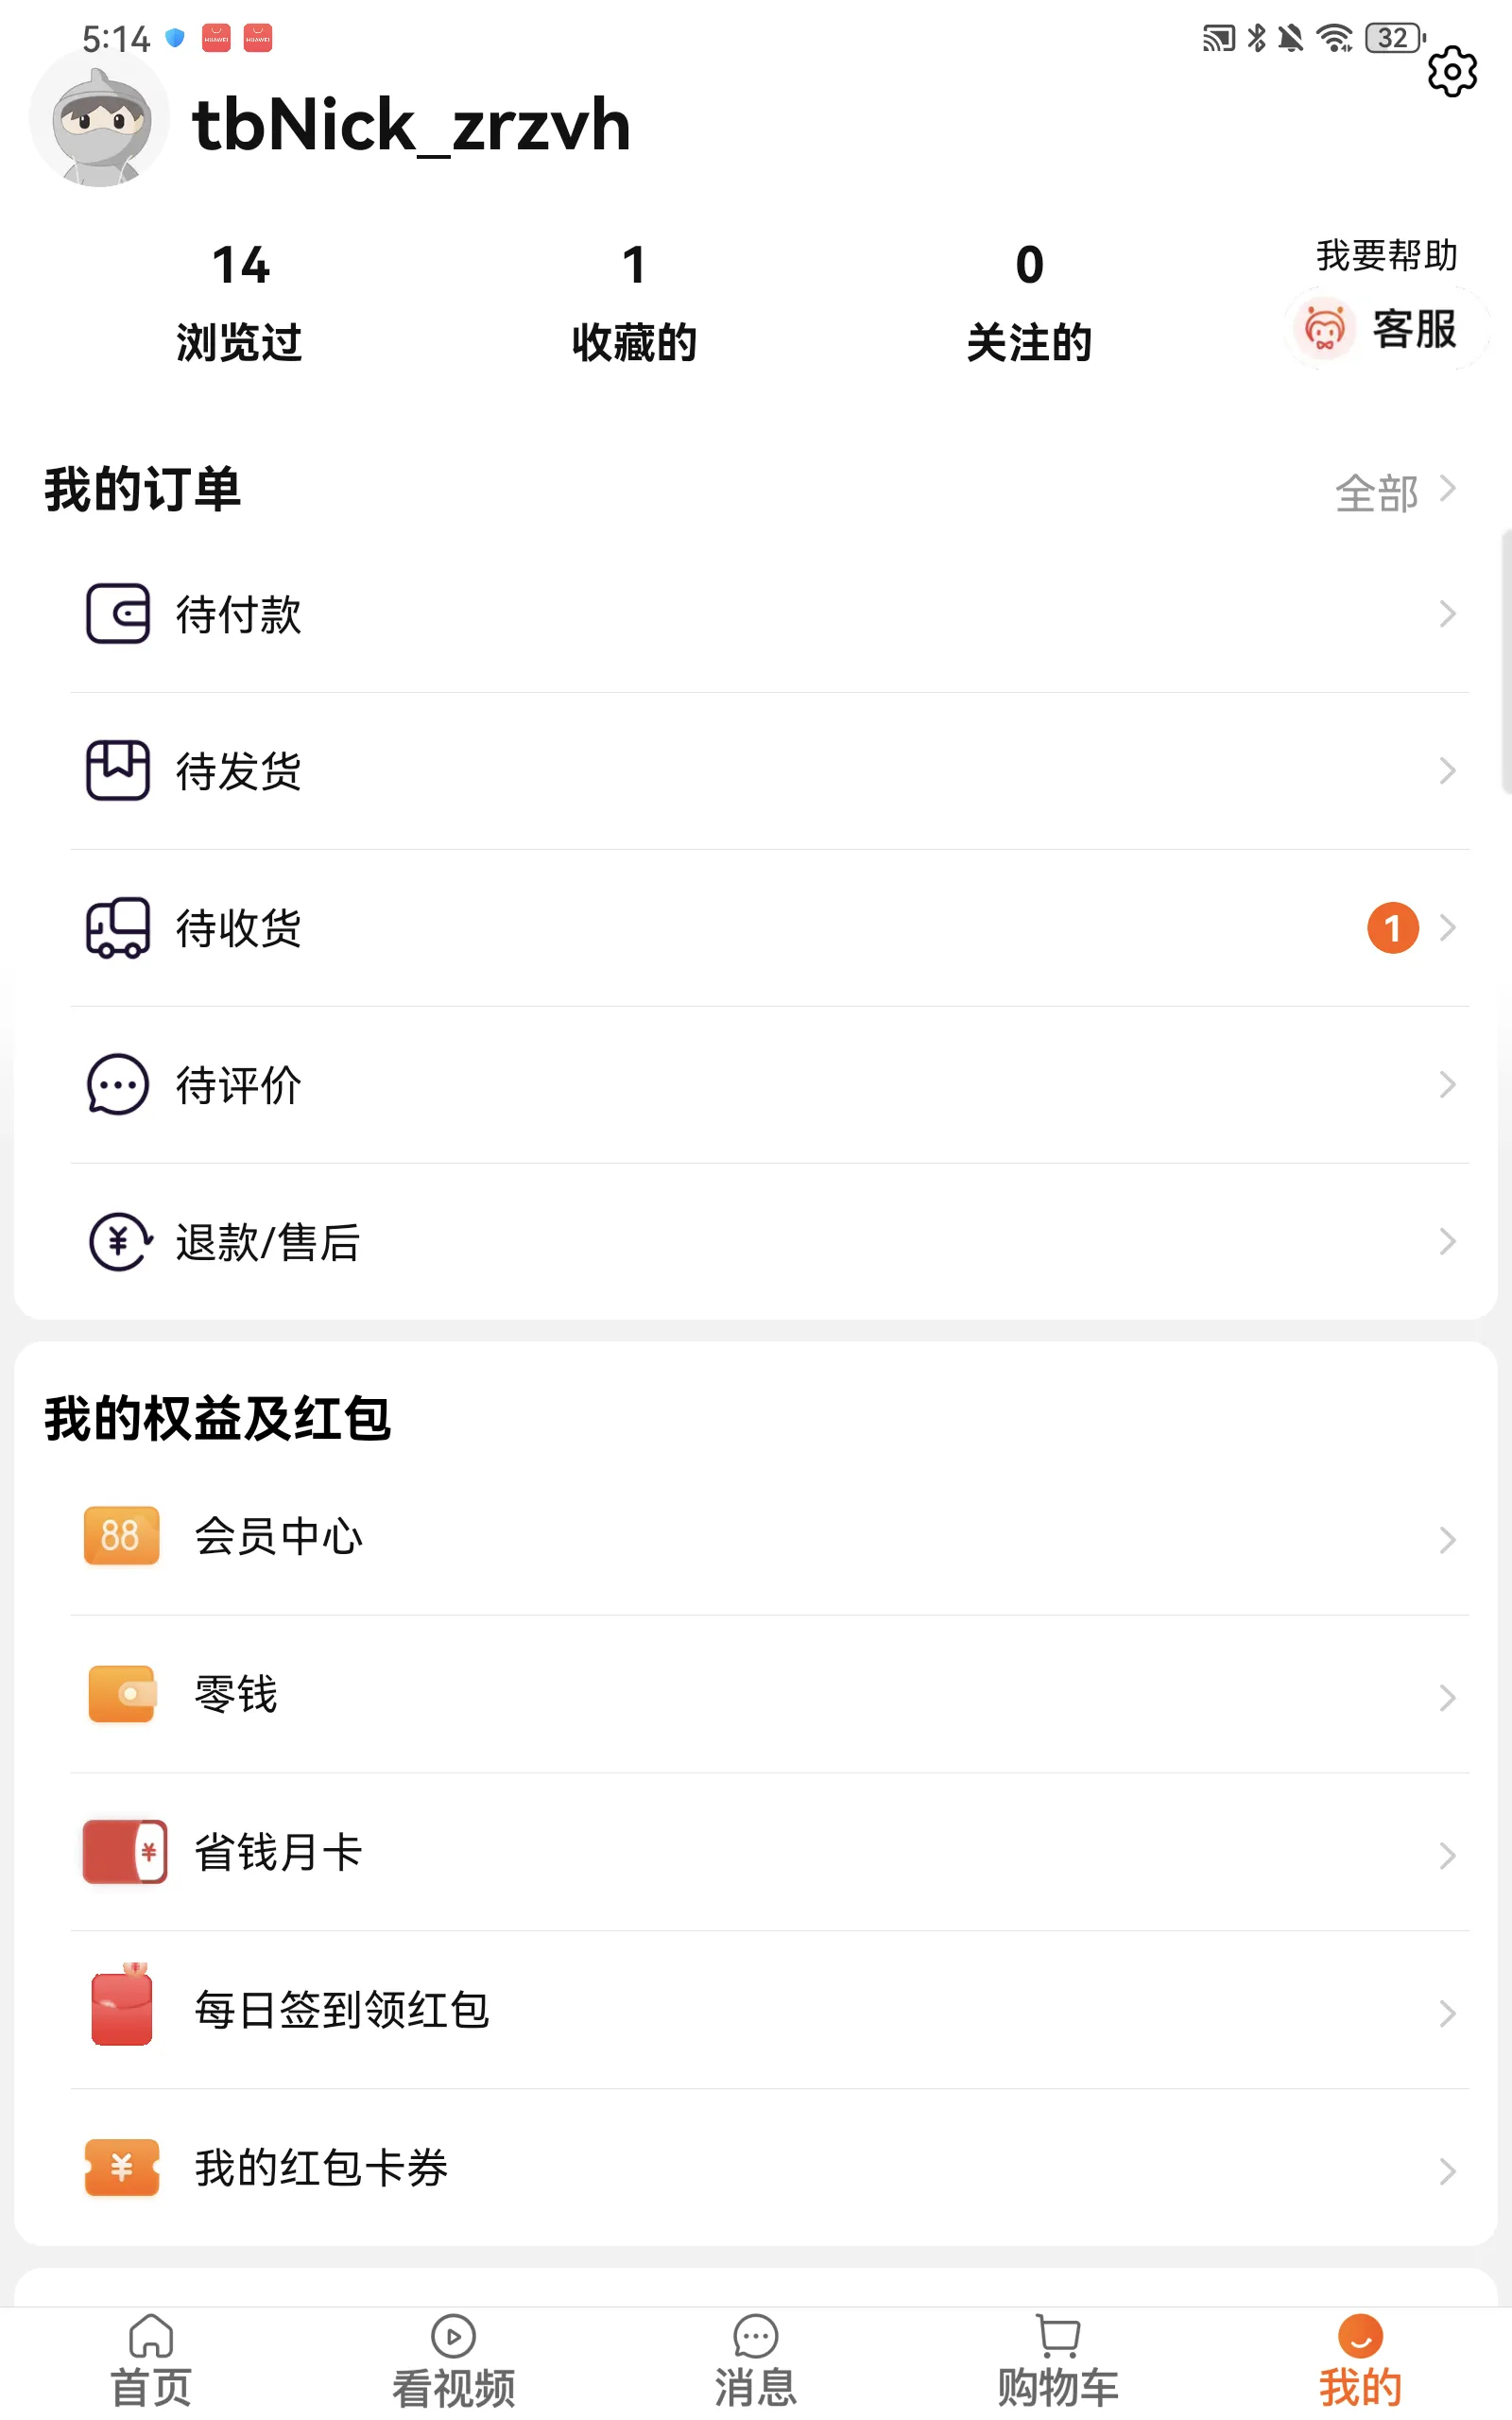 5:14
HUAWEI HUAWEI
32
tbNick_zrzvh
14
浏览过
1
收藏的
0
关注的
我要帮助
客服
我的订单
全部
待付款
待发货
待收货
1
待评价
退款/售后
我的权益及红包
88
会员中心
零钱
¥
省钱月卡
每日签到领红包
¥
我的红包卡券
首页
看视频
消息
购物车
我的